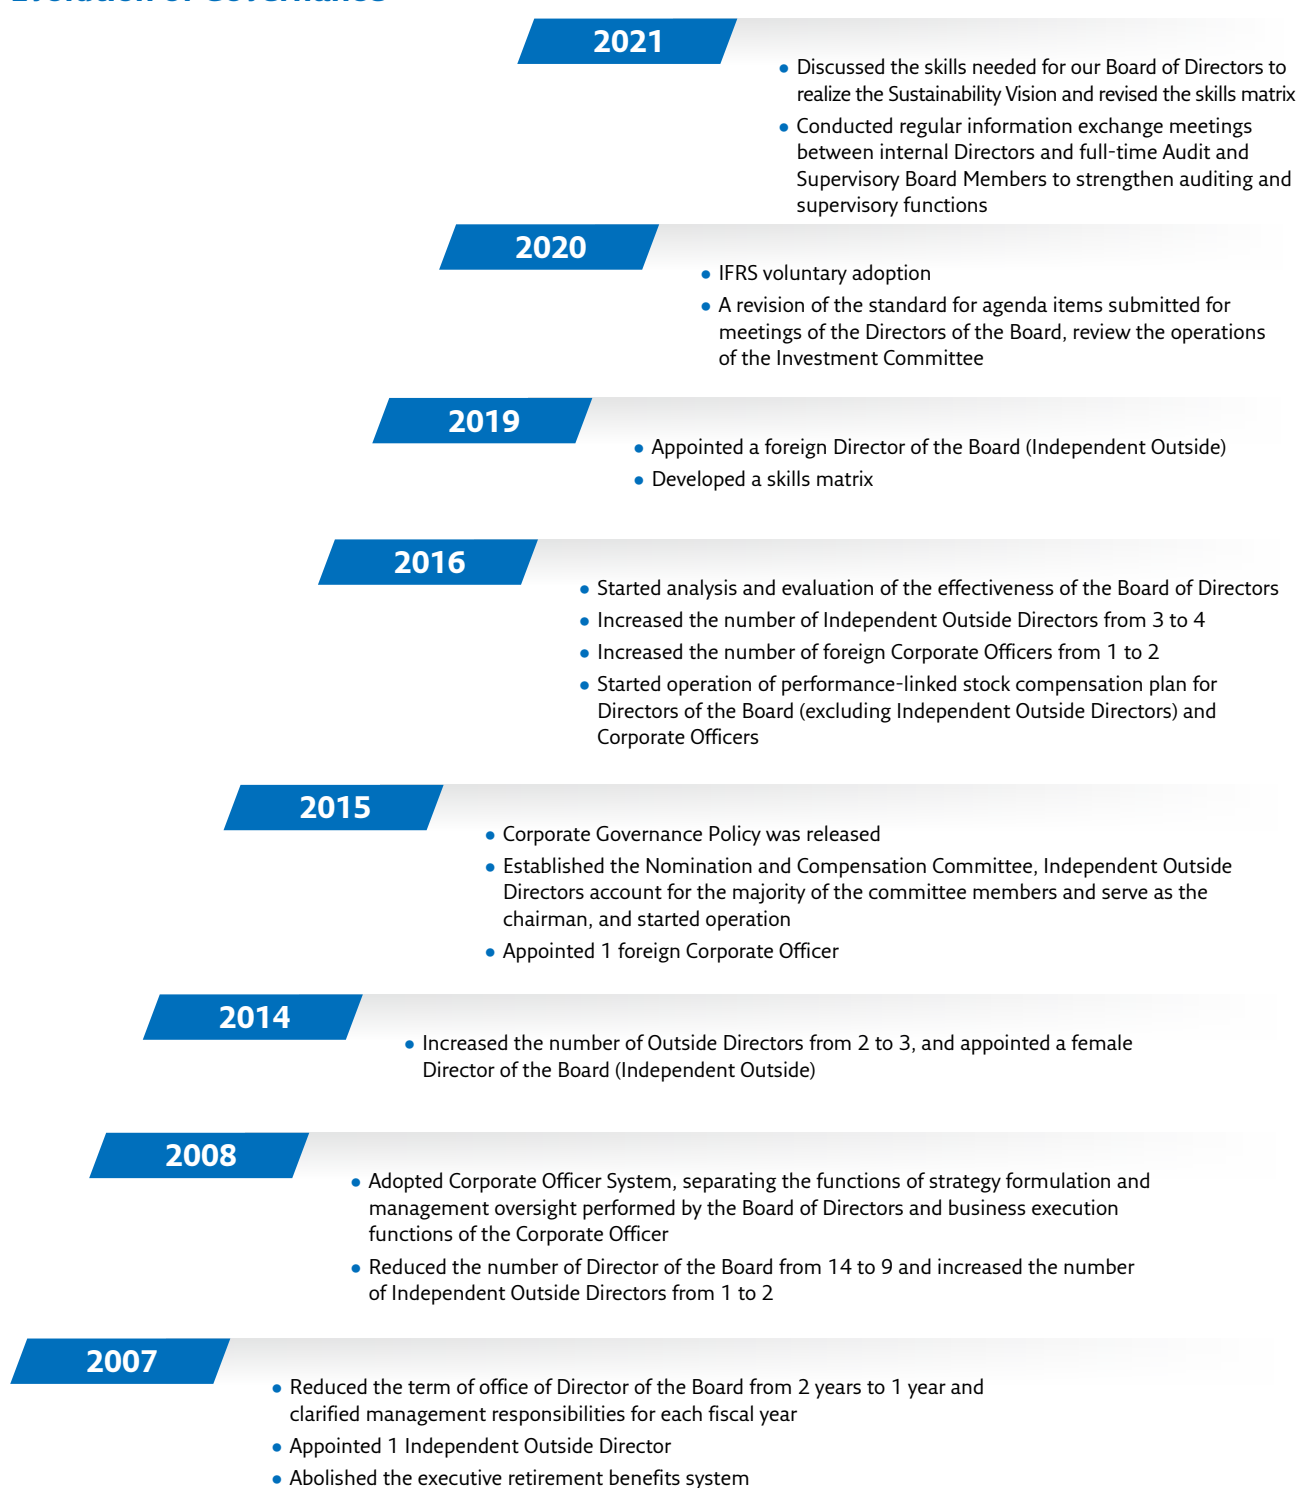 Evolution of Governance
2021
• Discussed the skills needed for our Board of Directors to
realize the Sustainability Vision and revised the skills matrix
• Conducted regular information exchange meetings
between internal Directors and full-time Audit and
Supervisory Board Members to strengthen auditing and
supervisory functions
2020
• IFRS voluntary adoption
• A revision of the standard for agenda items submitted for
meetings of the Directors of the Board, review the operations
of the Investment Committee
2019
• Appointed a foreign Director of the Board (Independent Outside)
• Developed a skills matrix
2016
• Started analysis and evaluation of the effectiveness of the Board of Directors
• Increased the number of Independent Outside Directors from 3 to 4
• Increased the number of foreign Corporate Officers from 1 to 2
• Started operation of performance-linked stock compensation plan for
Directors of the Board (excluding Independent Outside Directors) and
Corporate Officers
2015
• Corporate Governance Policy was released
• Established the Nomination and Compensation Committee, Independent Outside
Directors account for the majority of the committee members and serve as the
chairman, and started operation
• Appointed 1 foreign Corporate Officer
2014
• Increased the number of Outside Directors from 2 to 3, and appointed a female
Director of the Board (Independent Outside)
2008
• Adopted Corporate Officer System, separating the functions of strategy formulation and
management oversight performed by the Board of Directors and business execution
functions of the Corporate Officer
• Reduced the number of Director of the Board from 14 to 9 and increased the number
of Independent Outside Directors from 1 to 2
2007
• Reduced the term of office of Director of the Board from 2 years to 1 year and
clarified management responsibilities for each fiscal year
• Appointed 1 Independent Outside Director
• Abolished the executive retirement benefits system